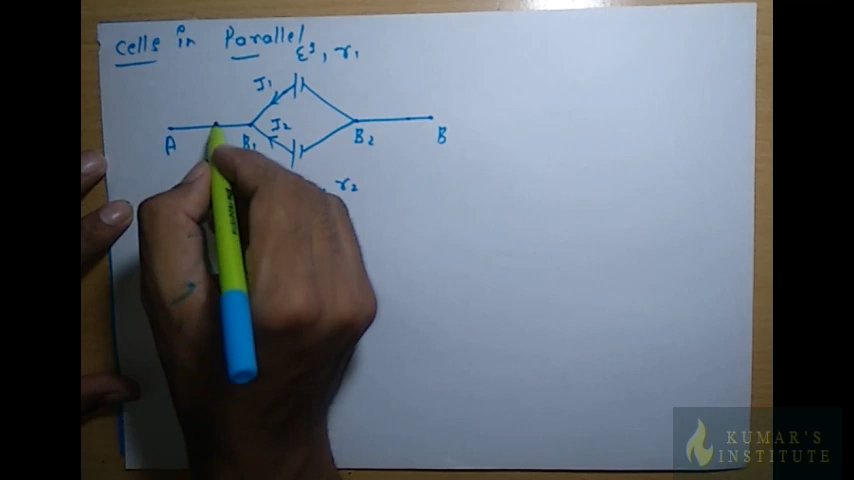 Cells in Parallel
ε1, r1
I1
I2
A B1 B2 B
r2
KUMAR'S
INSTITUTE